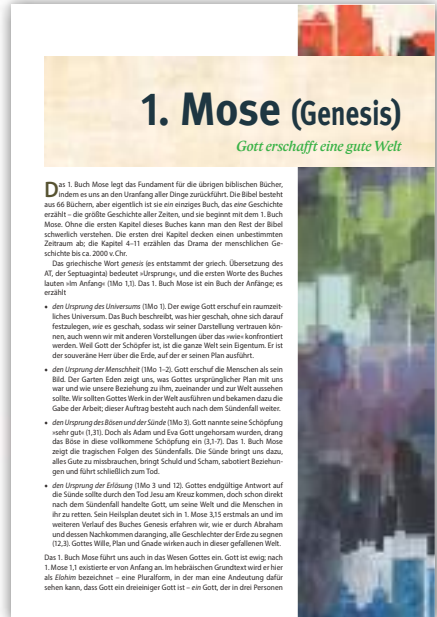 1. Mose (Genesis)
Gott erschafft eine gute Welt
Das 1. Buch Mose legt das Fundament für die übrigen biblischen Bücher,
indem es uns an den Uranfang aller Dinge zurückführt. Die Bibel besteht
aus 66 Büchern, aber eigentlich ist sie ein einziges Buch, das eine Geschichte
erzählt – die größte Geschichte aller Zeiten, und sie beginnt mit dem 1. Buch
Mose. Ohne die ersten Kapitel dieses Buches kann man den Rest der Bibel
schwerlich verstehen. Die ersten drei Kapitel decken einen unbestimmten
Zeitraum ab; die Kapitel 4–11 erzählen das Drama der menschlichen Ge-
schichte bis ca. 2000 v. Chr.
Das griechische Wort genesis (es entstammt der griech. Übersetzung des
AT, der Septuaginta) bedeutet »Ursprung«, und die ersten Worte des Buches
lauten »Im Anfang« (1Mo 1,1). Das 1. Buch Mose ist ein Buch der Anfänge; es
erzählt
• den Ursprung des Universums (1Mo 1). Der ewige Gott erschuf ein raumzeit-
liches Universum. Das Buch beschreibt, was hier geschah, ohne sich darauf
festzulegen, wie es geschah, sodass wir seiner Darstellung vertrauen kön-
nen, auch wenn wir mit anderen Vorstellungen über das »wie« konfrontiert
werden. Weil Gott der Schöpfer ist, ist die ganze Welt sein Eigentum. Er ist
der souveräne Herr über die Erde, auf der er seinen Plan ausführt.
• den Ursprung der Menschheit (1Mo 1–2). Gott erschuf die Menschen als sein
Bild. Der Garten Eden zeigt uns, was Gottes ursprünglicher Plan mit uns
war und wie unsere Beziehung zu ihm, zueinander und zur Welt aussehen
sollte. Wir sollten Gottes Werk in der Welt ausführen und bekamen dazu die
Gabe der Arbeit; dieser Auftrag besteht auch nach dem Sündenfall weiter.
• den Ursprung des Bösen und der Sünde (1Mo 3). Gott nannte seine Schöpfung
»sehr gut« (1,31). Doch als Adam und Eva Gott ungehorsam wurden, drang
das Böse in diese vollkommene Schöpfung ein (3,1-7). Das 1. Buch Mose
zeigt die tragischen Folgen des Sündenfalls. Die Sünde bringt uns dazu,
alles Gute zu missbrauchen, bringt Schuld und Scham, sabotiert Beziehun-
gen und führt schließlich zum Tod.
• den Ursprung der Erlösung (1Mo 3 und 12). Gottes endgültige Antwort auf
die Sünde sollte durch den Tod Jesu am Kreuz kommen, doch schon direkt
nach dem Sündenfall handelte Gott, um seine Welt und die Menschen in
ihr zu retten. Sein Heilsplan deutet sich in 1. Mose 3,15 erstmals an und im
weiteren Verlauf des Buches Genesis erfahren wir, wie er durch Abraham
und dessen Nachkommen daranging, alle Geschlechter der Erde zu segnen
(12,3). Gottes Wille, Plan und Gnade wirken auch in dieser gefallenen Welt.
Das 1. Buch Mose führt uns auch in das Wesen Gottes ein. Gott ist ewig; nach
1. Mose 1,1 existierte er von Anfang an. Im hebräischen Grundtext wird er hier
als Elohim bezeichnet – eine Pluralform, in der man eine Andeutung dafür
sehen kann, dass Gott ein dreieiniger Gott ist – ein Gott, der in drei Personen